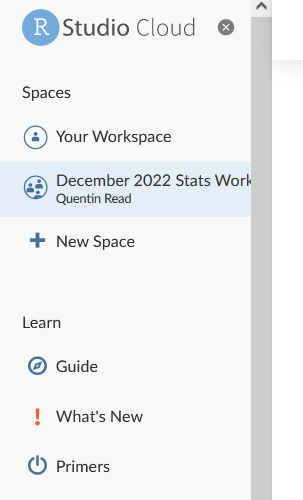 R Studio Cloud
Spaces
Your Workspace
December 2022 Stats Work
Quentin Read
New Space
Learn
Guide
What's New
Primers